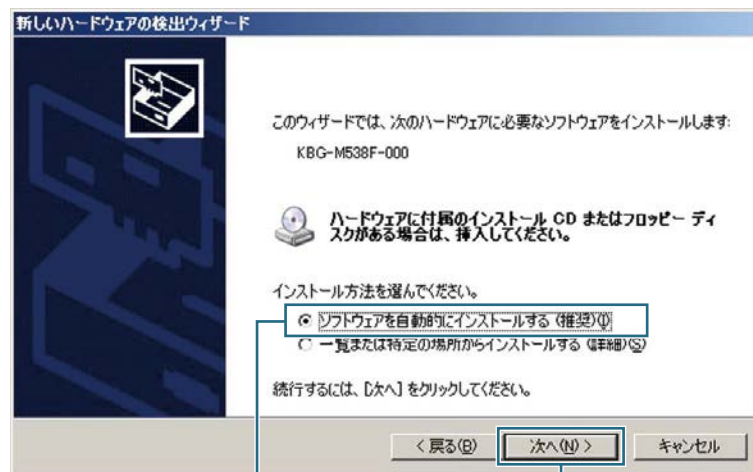 新しいハードウェアの検出ウィザード
このウィザードでは、次のハードウェアに必要なソフトウェアをインストールします:
KBG-M538F-000
ハードウェアに付属のインストール CD またはフロッピー ディ
スクがある場合は、挿入してください。
インストール方法を選んでください。
ソフトウェアを自動的にインストールする (推奨)(I)
一覧または特定の場所からインストールする (詳細)(S)
続行するには、[次へ] をクリックしてください。
< 戻る(B) 次へ(N) > キャンセル